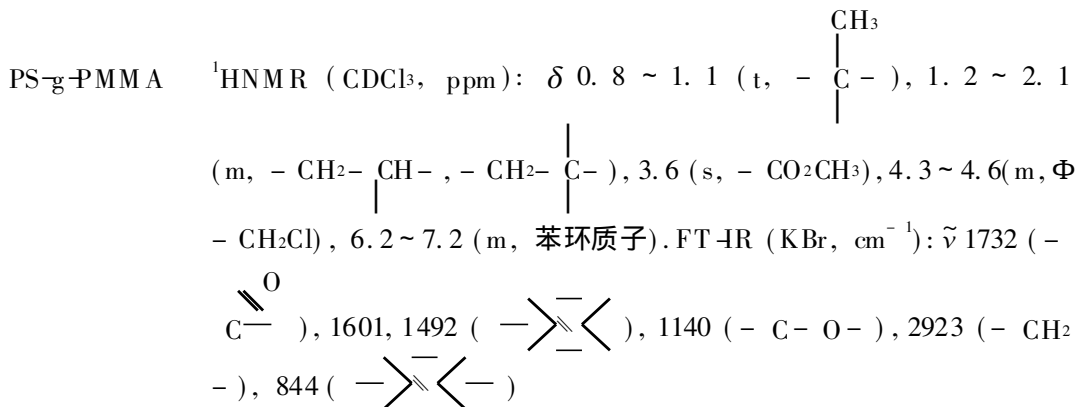 CH3
PS-g-PMMA ¹HNMR (CDCl3, ppm): δ 0.8 ~ 1.1 (t, - C - ), 1.2 ~ 2.1
(m, - CH2- CH- , - CH2- C- ), 3.6 (s, - CO2CH3), 4.3~4.6(m, Φ
- CH2Cl), 6.2~7.2 (m, 苯环质子). FT-IR (KBr, cm⁻¹): ṽ 1732 (-
O
C— ), 1601, 1492 ( — ), 1140 (- C- O- ), 2923 (- CH2
- ), 844 ( — — )